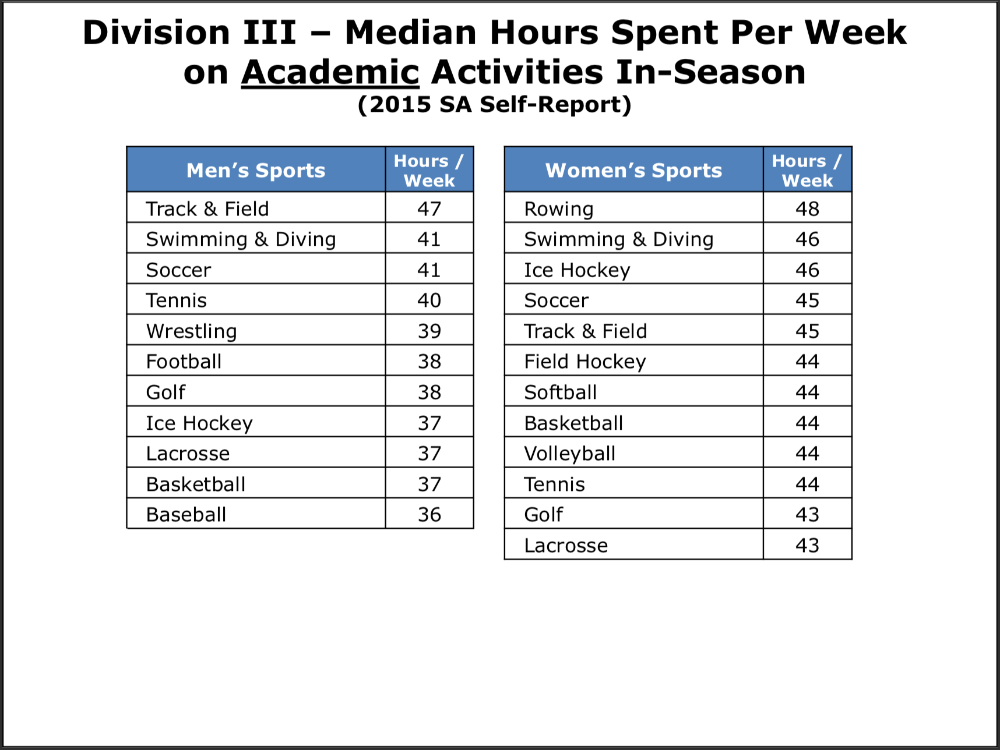 Division III – Median Hours Spent Per Week
on Academic Activities In-Season
(2015 SA Self-Report)
Men’s Sports Hours / Week
Track & Field 47
Swimming & Diving 41
Soccer 41
Tennis 40
Wrestling 39
Football 38
Golf 38
Ice Hockey 37
Lacrosse 37
Basketball 37
Baseball 36
Women’s Sports Hours / Week
Rowing 48
Swimming & Diving 46
Ice Hockey 46
Soccer 45
Track & Field 45
Field Hockey 44
Softball 44
Basketball 44
Volleyball 44
Tennis 44
Golf 43
Lacrosse 43